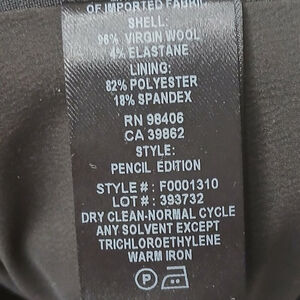 OF IMPORTED FABRIC
SHELL:
96% VIRGIN WOOL
4% ELASTANE
LINING:
82% POLYESTER
18% SPANDEX
RN 98406
CA 39862
STYLE:
PENCIL EDITION
STYLE # : F0001310
LOT # : 393732
DRY CLEAN-NORMAL CYCLE
ANY SOLVENT EXCEPT
TRICHLOROETHYLENE
WARM IRON
P